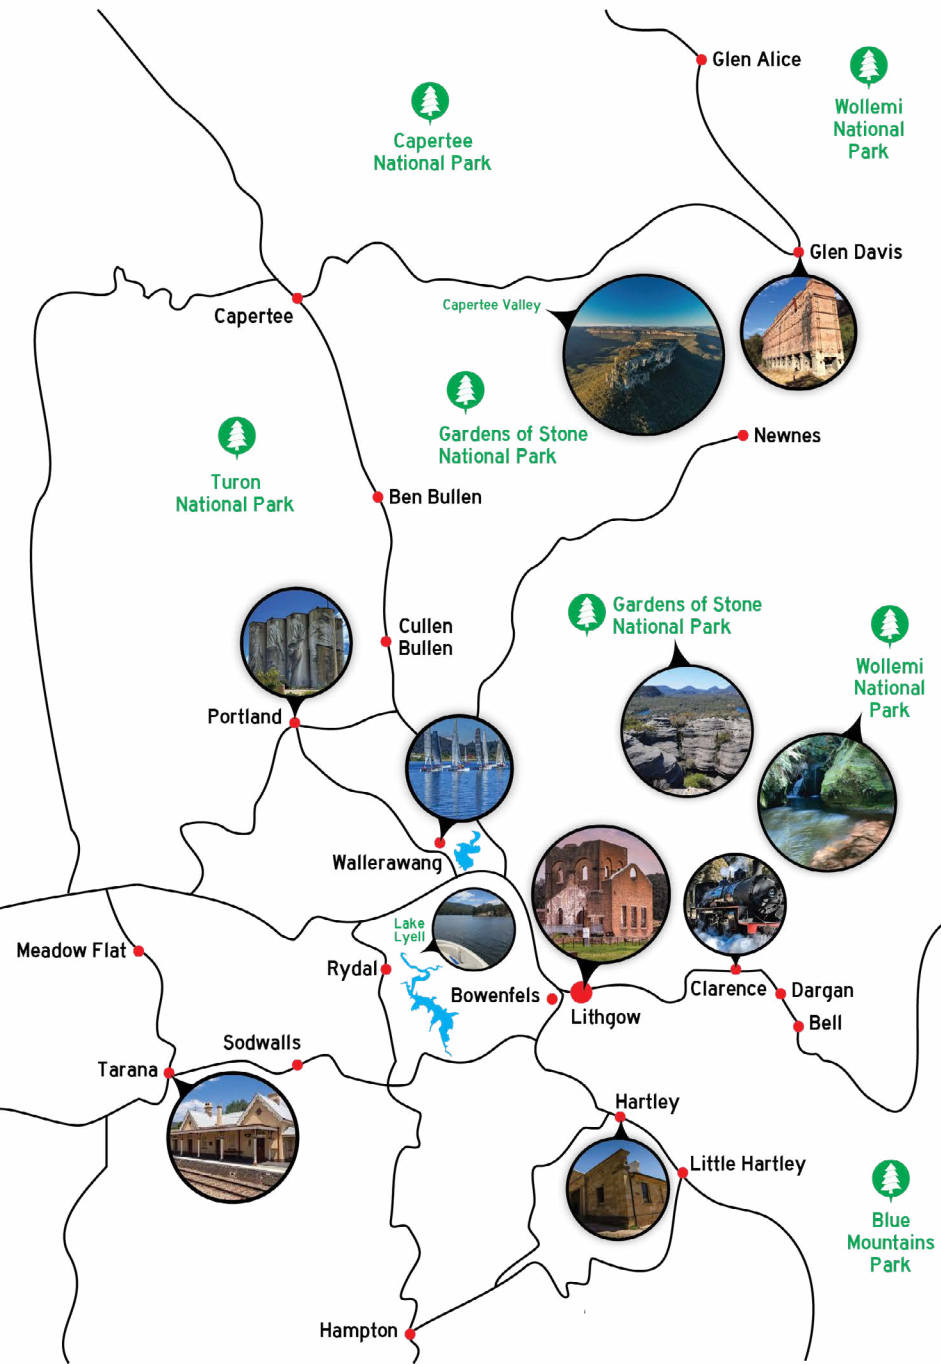 Glen Alice
Wollemi
National
Park
Capertee
National Park
Glen Davis
Capertee Valley
Capertee
Gardens of Stone
National Park
Newnes
Turon
National Park
Ben Bullen
Gardens of Stone
National Park
Cullen
Bullen
Wollemi
National
Park
Portland
Wallerawang
Lake
Lyell
Meadow Flat
Rydal
Bowenfels
Clarence
Dargan
Lithgow
Bell
Sodwalls
Tarana
Hartley
Little Hartley
Blue
Mountains
Park
Hampton